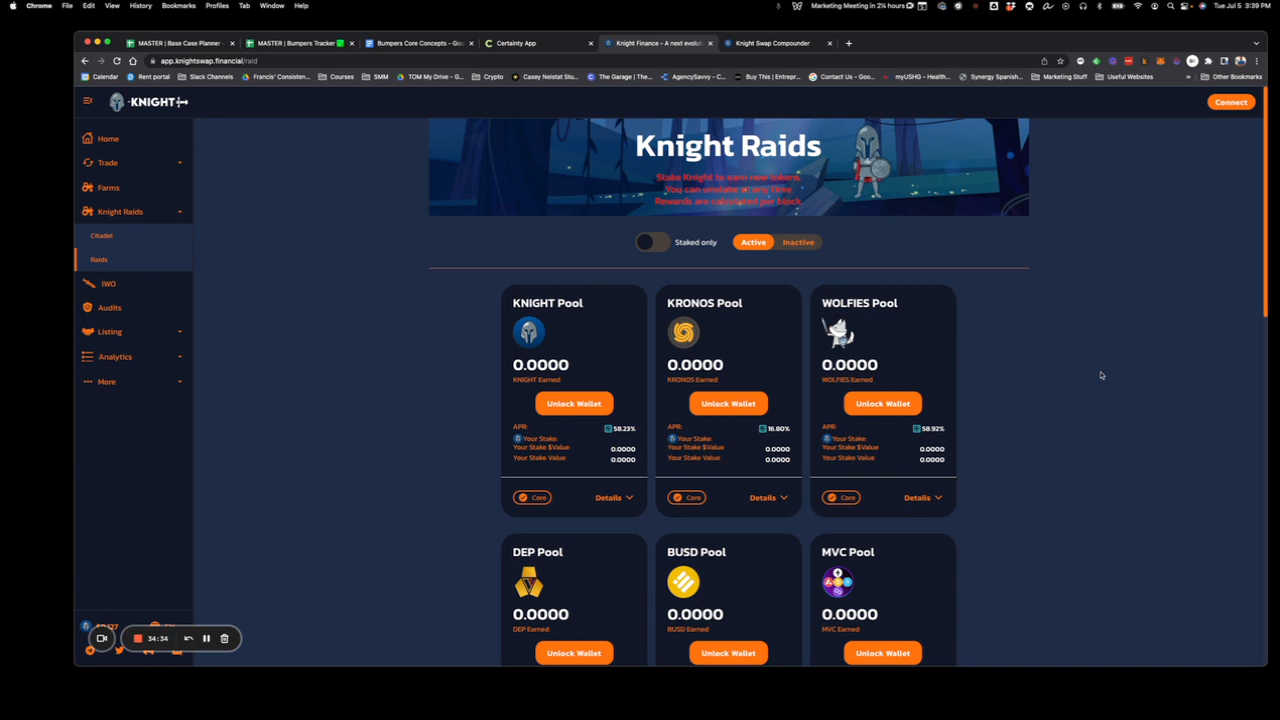 Chrome File Edit View History Bookmarks Profiles Tab Window Help
Marketing Meeting in 2¼ hours
Tue Jul 5 3:39 PM
MASTER | Base Case Planner -
MASTER | Bumpers Tracker
Bumpers Core Concepts - Goo
Certainty App
Knight Finance - A next evolut
Knight Swap Compounder
app.knightswap.financial/raid
Calendar
Rent portal
Slack Channels
Francis' Consisten...
Courses
SMM
TOM My Drive - G...
Crypto
Casey Neistat Stu...
The Garage | The...
AgencySavvy - C...
Buy This | Entrepr...
Contact Us - Goo...
myUSHG - Health...
Synergy Spanish...
Marketing Stuff
Useful Websites
Other Bookmarks
KNIGHT
Connect
Home
Trade
Farms
Knight Raids
Citadel
Raids
IWO
Audits
Listing
Analytics
More
34:34
Knight Raids
Stake Knight to earn new tokens.
You can unstake at any time.
Rewards are calculated per block.
Staked only
Active
Inactive
KNIGHT Pool
0.0000
KNIGHT Earned
Unlock Wallet
APR: 58.23%
Your Stake:
Your Stake $Value 0.0000
Your Stake Value 0.0000
Core
Details
KRONOS Pool
0.0000
KRONOS Earned
Unlock Wallet
APR: 16.80%
Your Stake:
Your Stake $Value 0.0000
Your Stake Value 0.0000
Core
Details
WOLFIES Pool
0.0000
WOLFIES Earned
Unlock Wallet
APR: 58.92%
Your Stake:
Your Stake $Value 0.0000
Your Stake Value 0.0000
Core
Details
DEP Pool
0.0000
DEP Earned
Unlock Wallet
BUSD Pool
0.0000
BUSD Earned
Unlock Wallet
MVC Pool
0.0000
MVC Earned
Unlock Wallet